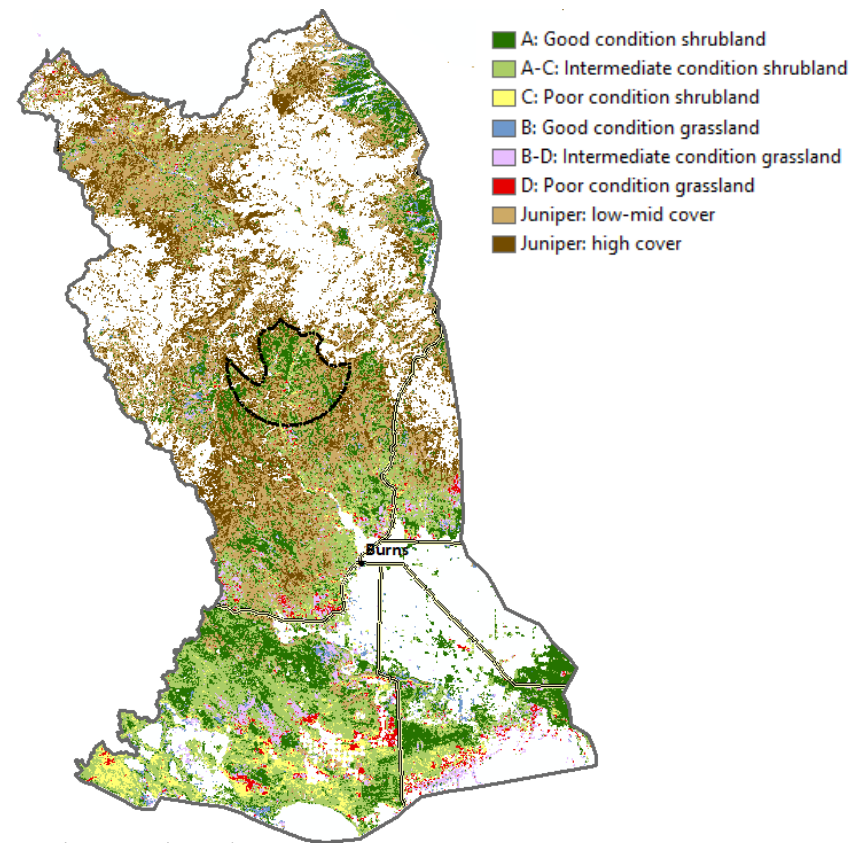 A: Good condition shrubland
A-C: Intermediate condition shrubland
C: Poor condition shrubland
B: Good condition grassland
B-D: Intermediate condition grassland
D: Poor condition grassland
Juniper: low-mid cover
Juniper: high cover
Burns